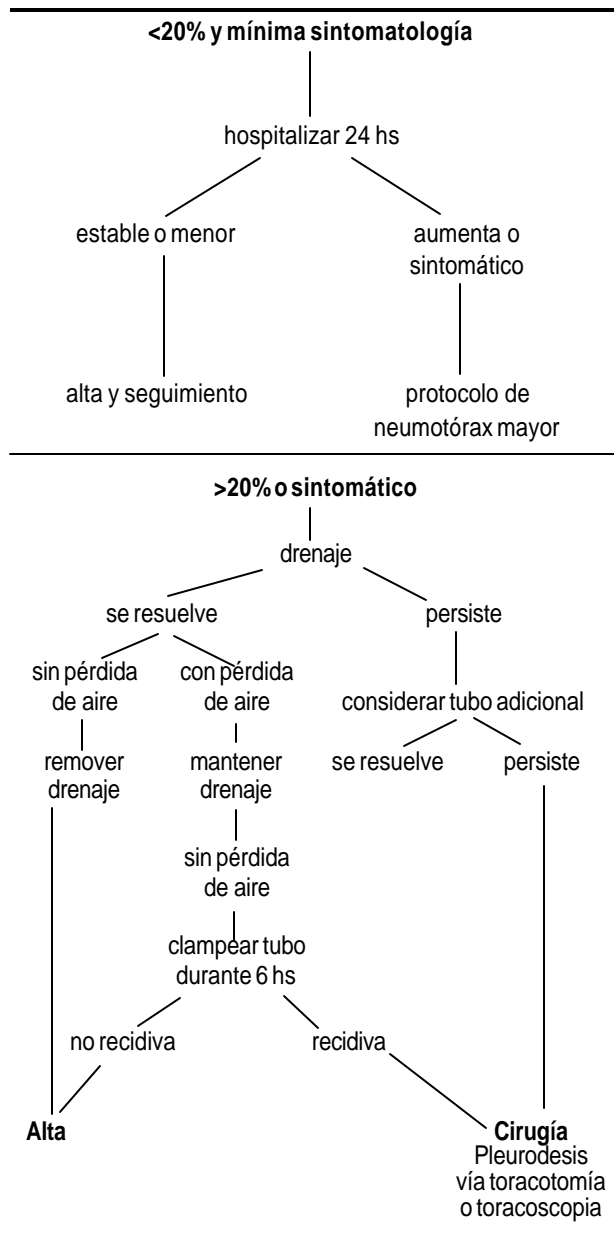 <20% y mínima sintomatología
hospitalizar 24 hs
estable o menor
aumenta o
sintomático
alta y seguimiento
protocolo de
neumotórax mayor
>20% o sintomático
drenaje
se resuelve
persiste
sin pérdida
de aire
con pérdida
de aire
considerar tubo adicional
remover
drenaje
mantener
drenaje
se resuelve
persiste
sin pérdida
de aire
clampear tubo
durante 6 hs
no recidiva
recidiva
Alta
Cirugía
Pleurodesis
vía toracotomía
o toracoscopia